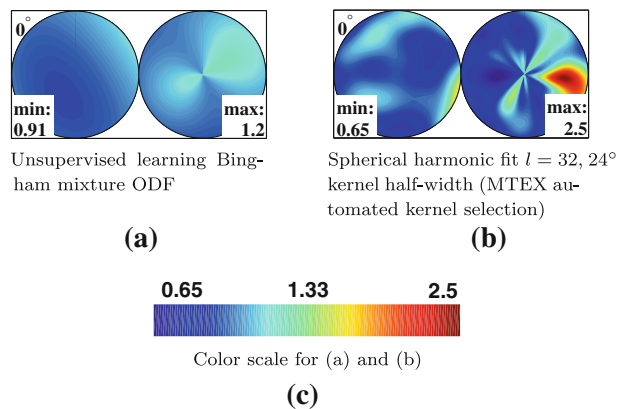 0°
min:
0.91
max:
1.2
Unsupervised learning Bing-
ham mixture ODF
(a)
0°
min:
0.65
max:
2.5
Spherical harmonic fit l = 32, 24°
kernel half-width (MTEX au-
tomated kernel selection)
(b)
0.65 1.33 2.5
Color scale for (a) and (b)
(c)